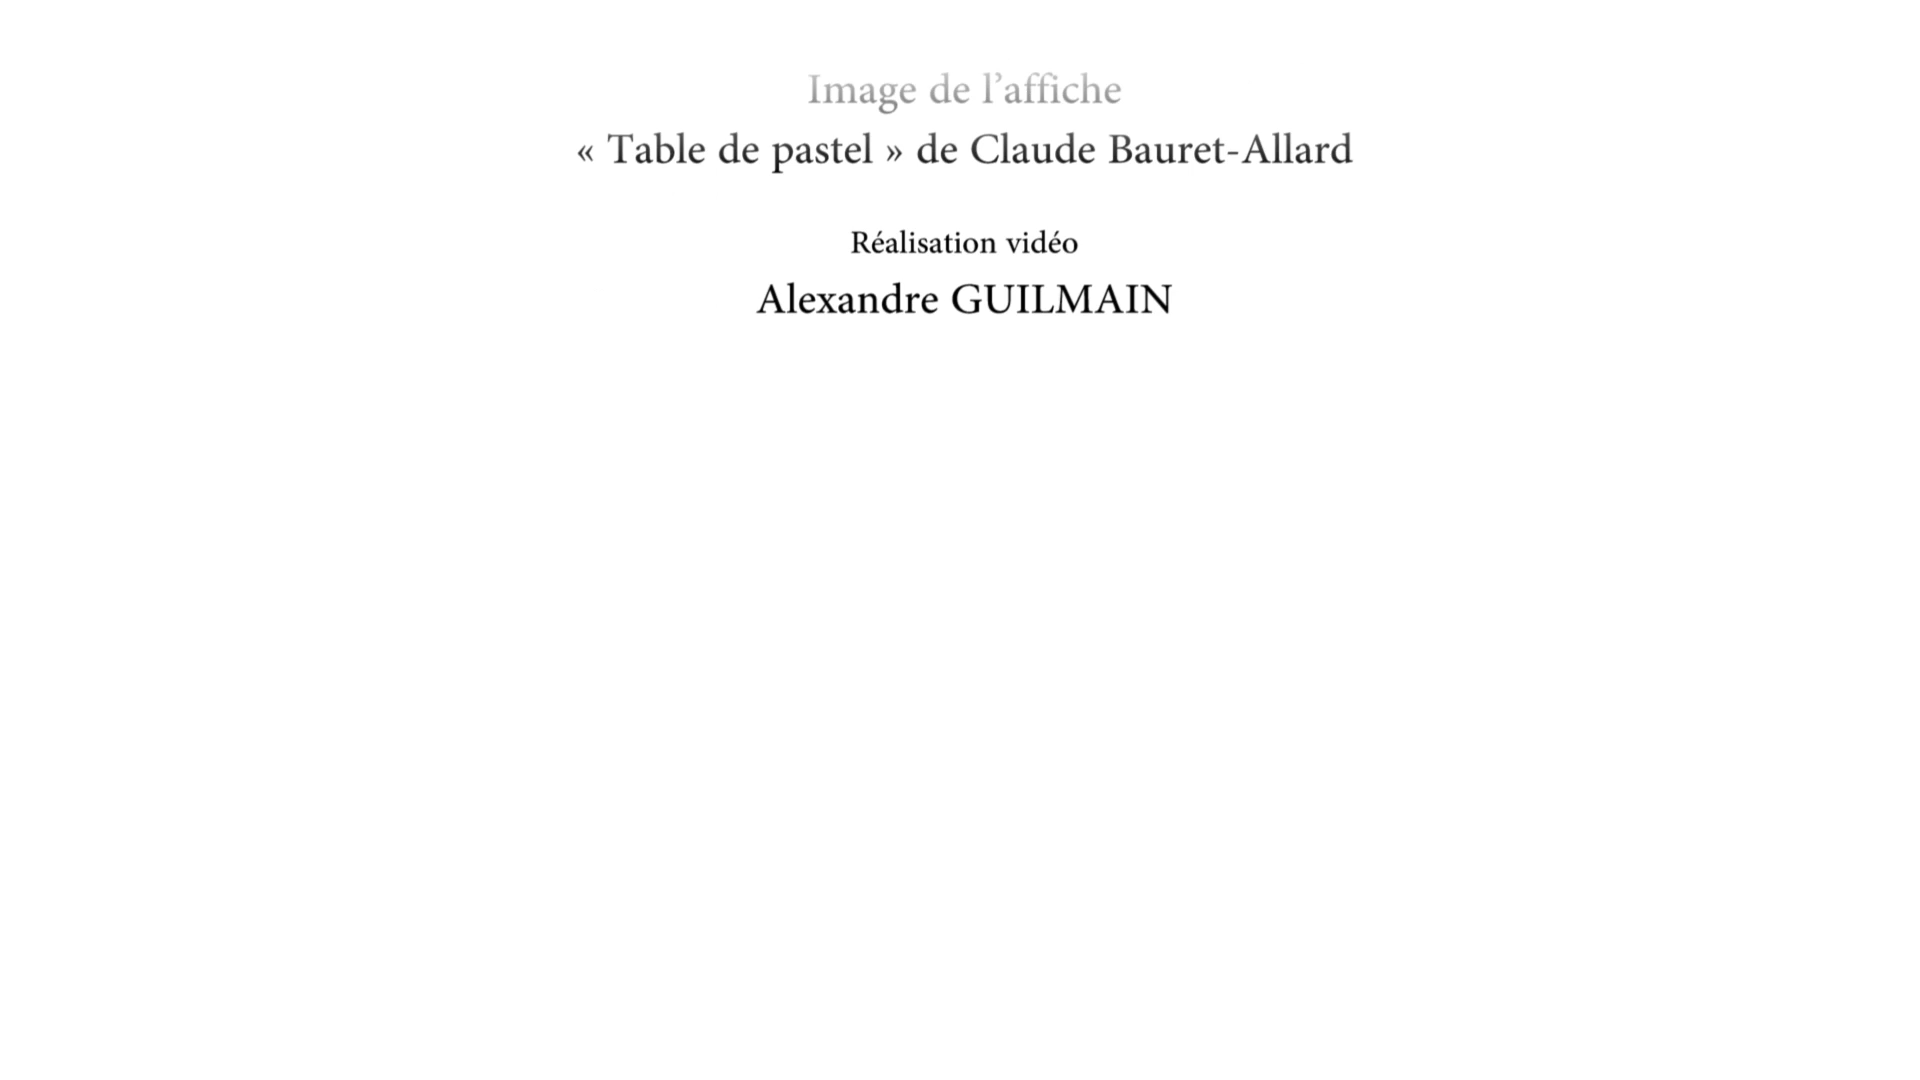 Image de l’affiche
« Table de pastel » de Claude Bauret-Allard
Réalisation vidéo
Alexandre GUILMAIN